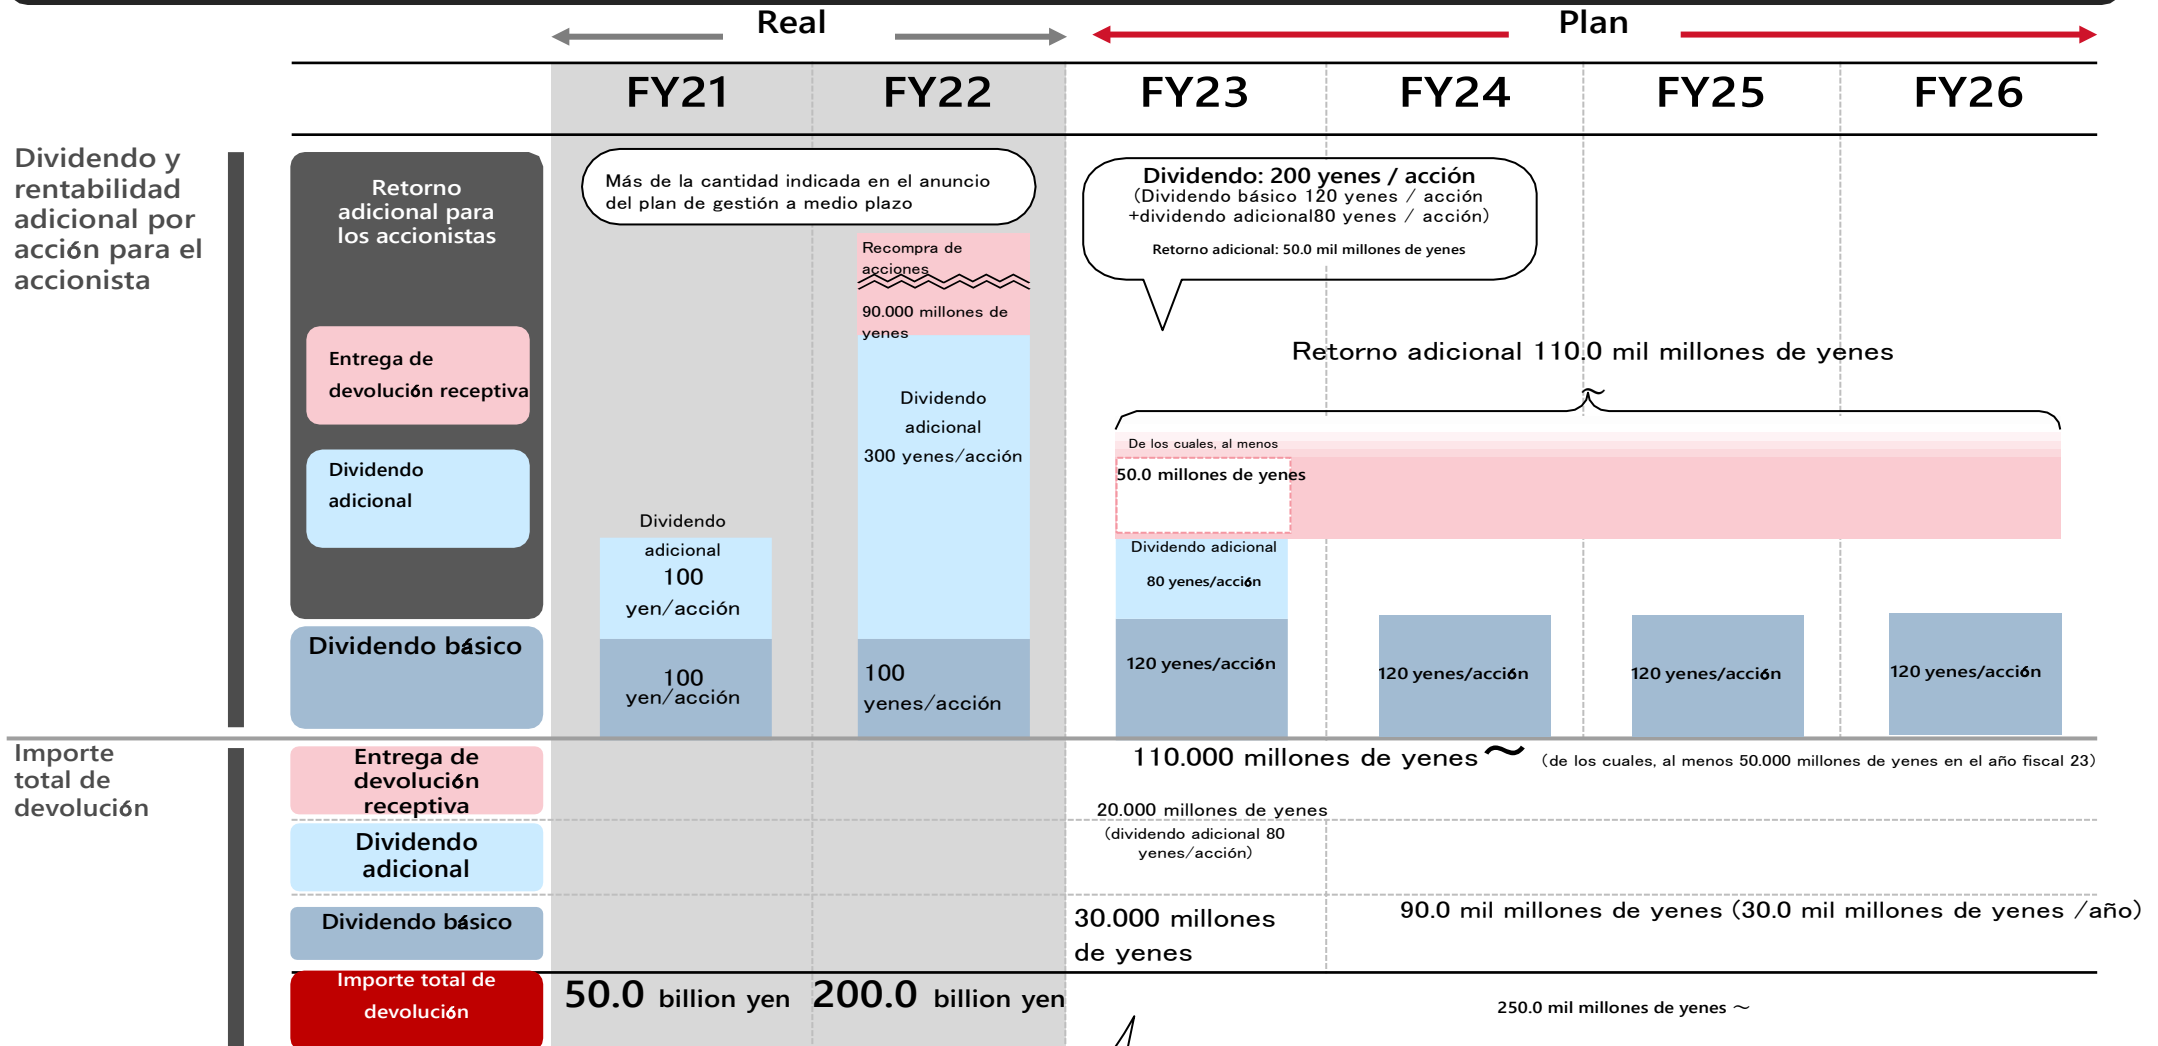 Real
Plan
FY21
FY22
FY23
FY24
FY25
FY26
Dividendo y
rentabilidad
adicional por
acción para el
accionista
Retorno
adicional para
los accionistas
Entrega de
devolución receptiva
Dividendo
adicional
Dividendo básico
Más de la cantidad indicada en el anuncio
del plan de gestión a medio plazo
Dividendo
adicional
100
yen/acción
100
yen/acción
Recompra de
acciones
90.000 millones de
yenes
Dividendo
adicional
300 yenes/acción
100
yenes/acción
Dividendo: 200 yenes / acción
(Dividendo básico 120 yenes / acción
+dividendo adicional80 yenes / acción)
Retorno adicional: 50.0 mil millones de yenes
Retorno adicional 110.0 mil millones de yenes
~
De los cuales, al menos
50.0 millones de yenes
Dividendo adicional
80 yenes/acción
120 yenes/acción
120 yenes/acción
120 yenes/acción
120 yenes/acción
Importe
total de
devolución
Entrega de
devolución
receptiva
110.000 millones de yenes ~ (de los cuales, al menos 50.000 millones de yenes en el año fiscal 23)
Dividendo
adicional
20.000 millones de yenes
(dividendo adicional 80
yenes/acción)
Dividendo básico
30.000 millones
de yenes
90.0 mil millones de yenes (30.0 mil millones de yenes /año)
Importe total de
devolución
50.0 billion yen
200.0 billion yen
250.0 mil millones de yenes ~